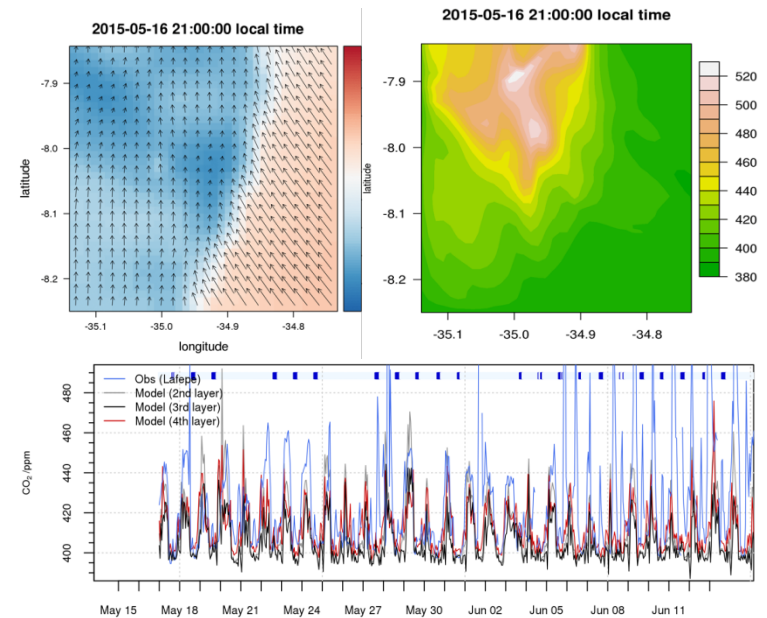 2015-05-16 21:00:00 local time
latitude
-7.9
-8.0
-8.1
-8.2
-35.1
-35.0
-34.9
-34.8
longitude
2015-05-16 21:00:00 local time
latitude
-7.9
-8.0
-8.1
-8.2
-35.1
-35.0
-34.9
-34.8
520
500
480
460
440
420
400
380
CO₂ /ppm
480
460
440
420
400
Obs (Lafepe)
Model (2nd layer)
Model (3rd layer)
Model (4th layer)
May 15
May 18
May 21
May 24
May 27
May 30
Jun 02
Jun 05
Jun 08
Jun 11